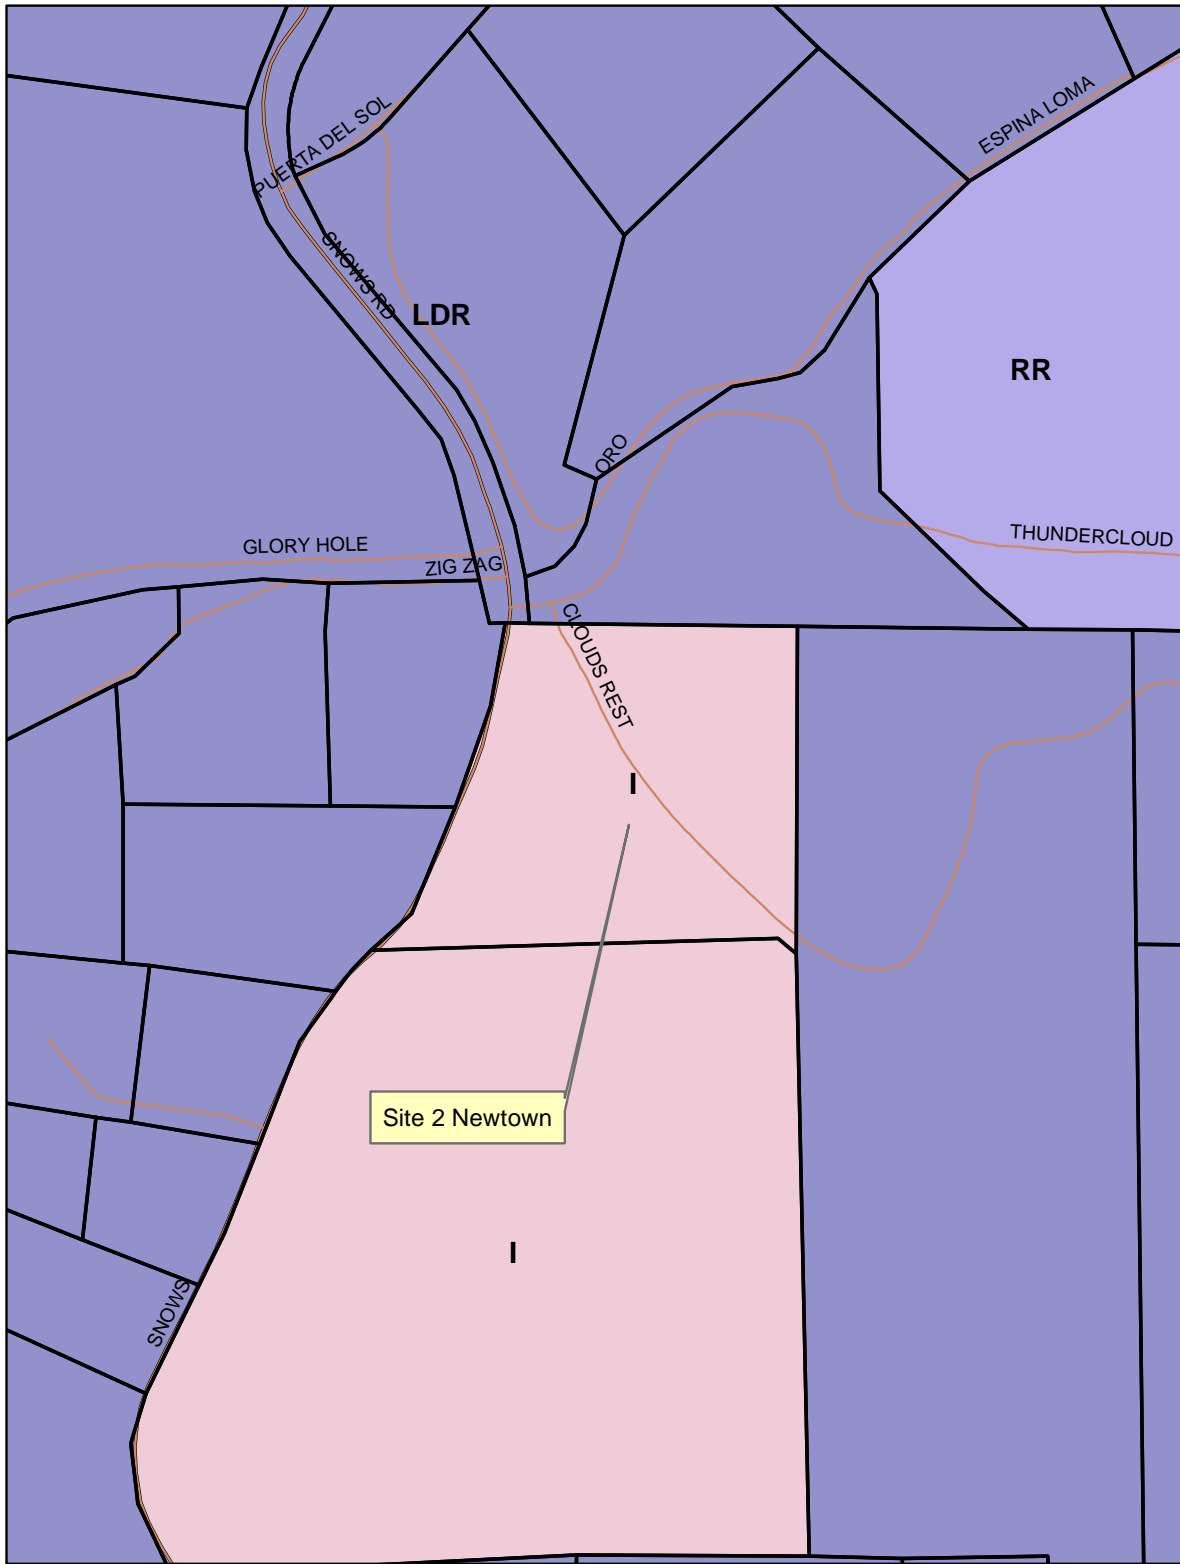 PUERTA DEL SOL
ESPINA LOMA
SNOWS RD
LDR
RR
ORO
GLORY HOLE
ZIG ZAG
THUNDERCLOUD
CLOUDS REST
I
Site 2 Newtown
I
SNOWS